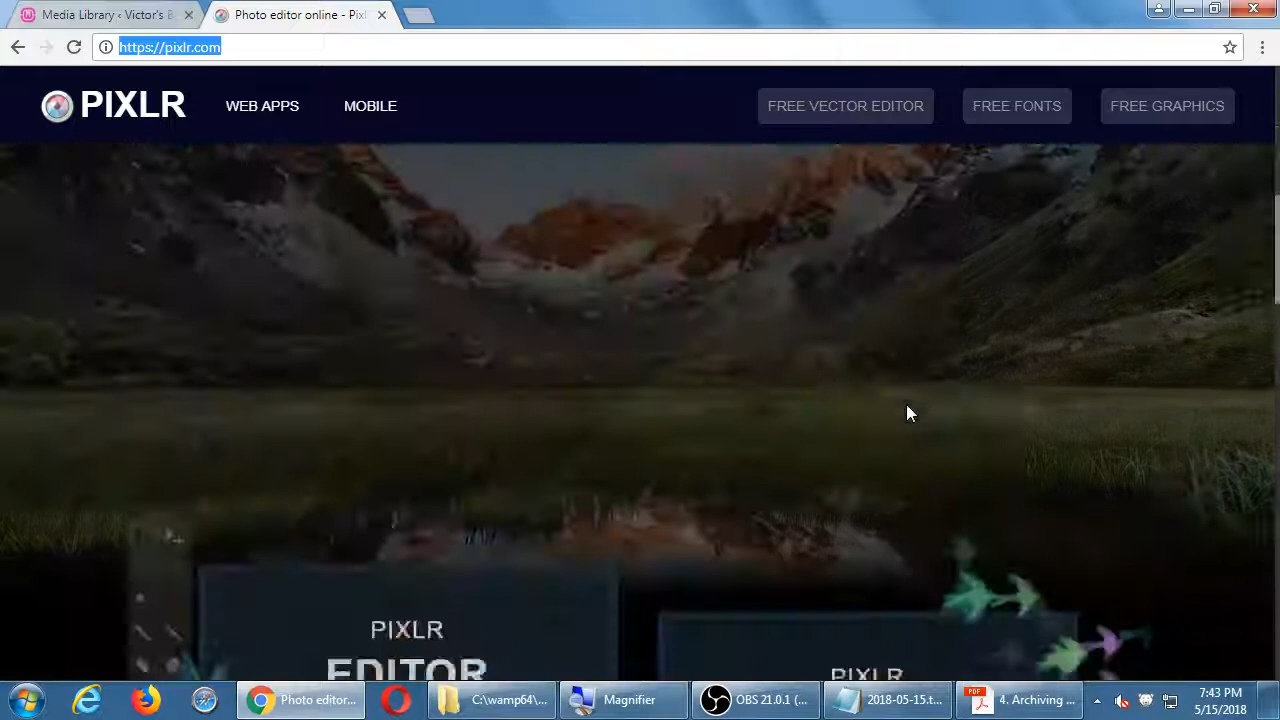 Media Library ‹ Victor's B
Photo editor online - Pixl
https://pixlr.com
PIXLR
WEB APPS
MOBILE
FREE VECTOR EDITOR
FREE FONTS
FREE GRAPHICS
PIXLR
EDITOR
PIXLR
Photo editor...
C:\wamp64\...
Magnifier
OBS 21.0.1 (...
2018-05-15.t...
4. Archiving ...
7:43 PM
5/15/2018